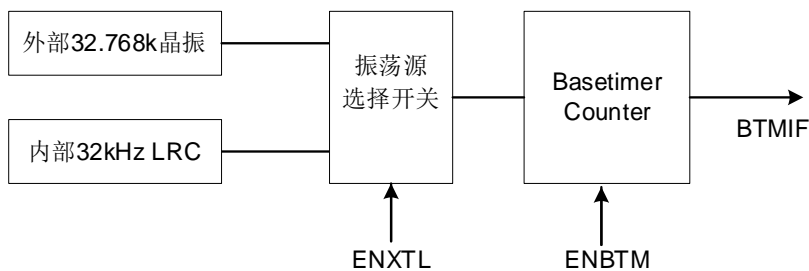 外部32.768k晶振
振荡源
选择开关
Basetimer
Counter
BTMIF
内部32kHz LRC
ENXTL
ENBTM